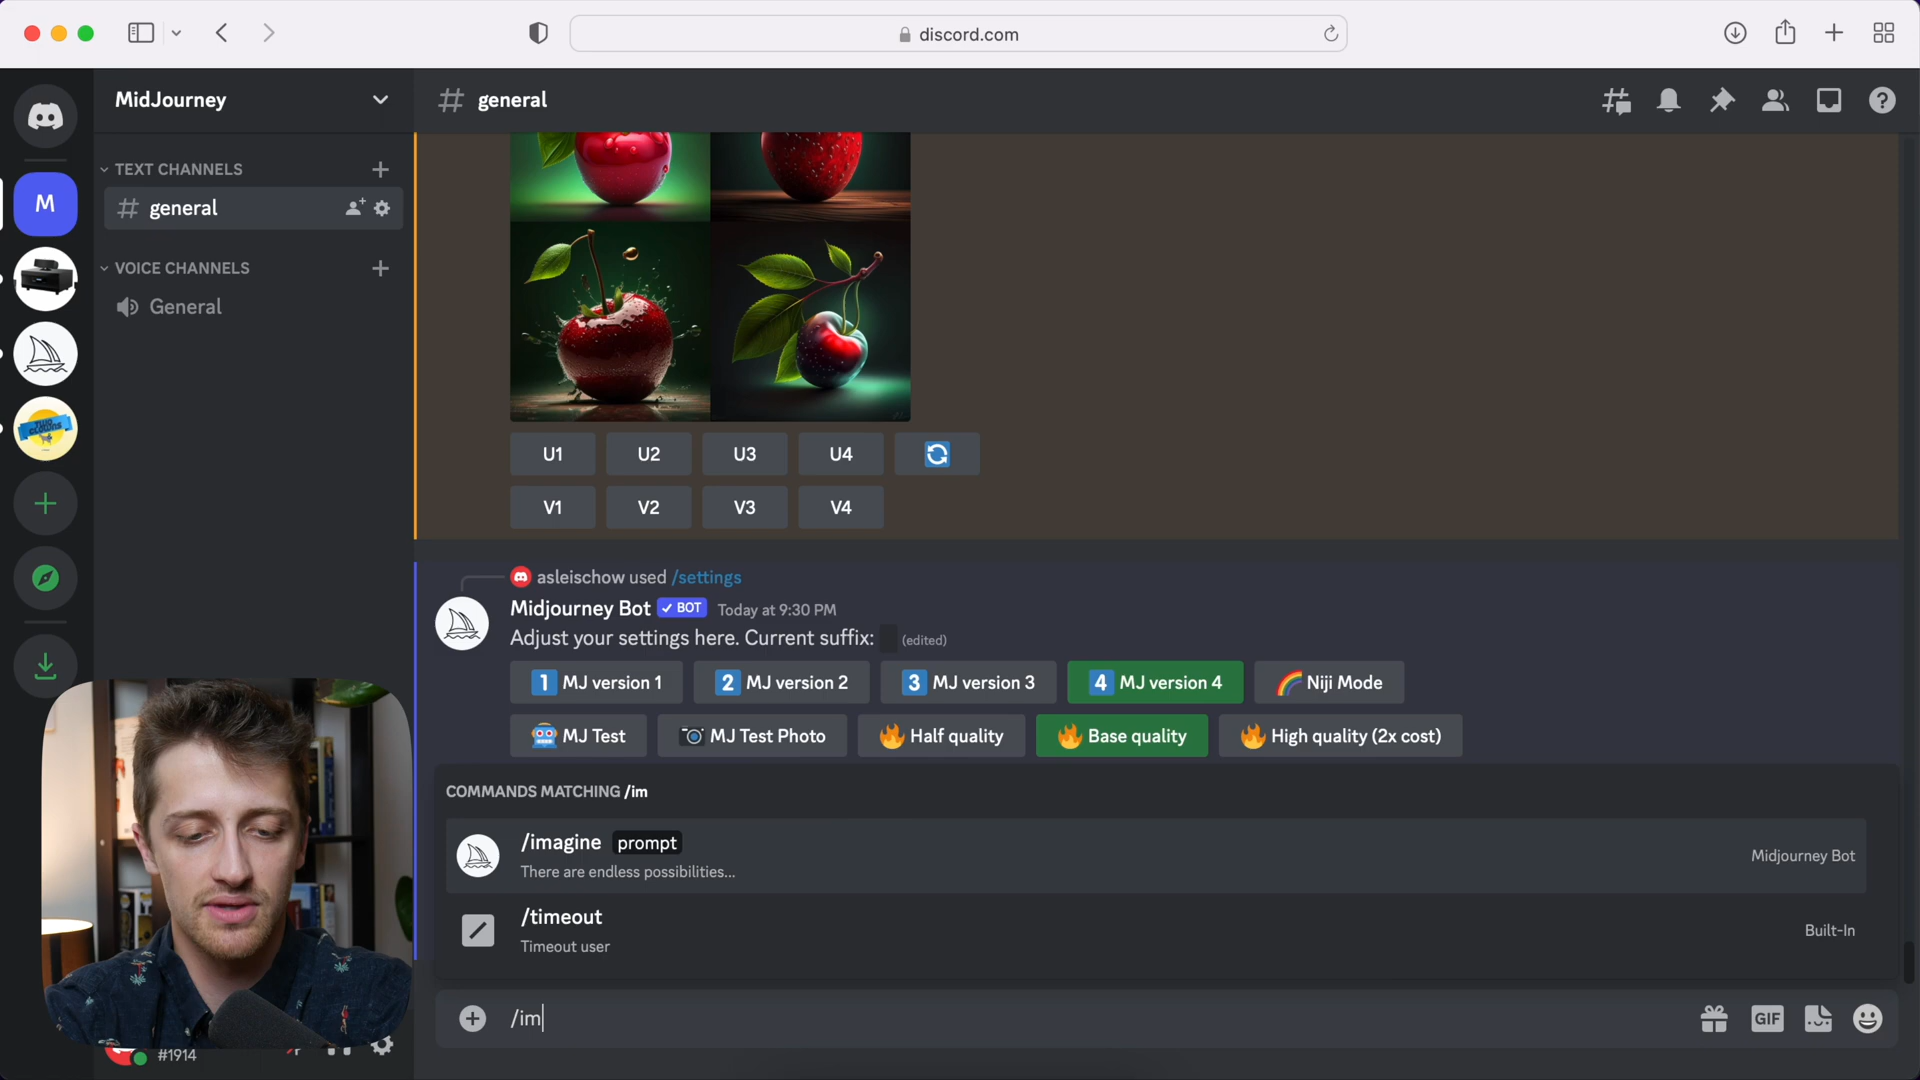 discord.com
MidJourney
general
TEXT CHANNELS
M
general
VOICE CHANNELS
General
U1 U2 U3 U4
V1 V2 V3 V4
asleischow used /settings
Midjourney Bot ✓ BOT Today at 9:30 PM
Adjust your settings here. Current suffix: (edited)
1 MJ version 1 2 MJ version 2 3 MJ version 3 4 MJ version 4 Niji Mode
MJ Test MJ Test Photo Half quality Base quality High quality (2x cost)
COMMANDS MATCHING /im
/imagine prompt
There are endless possibilities...
Midjourney Bot
/timeout
Timeout user
Built-In
/im
GIF
#1914